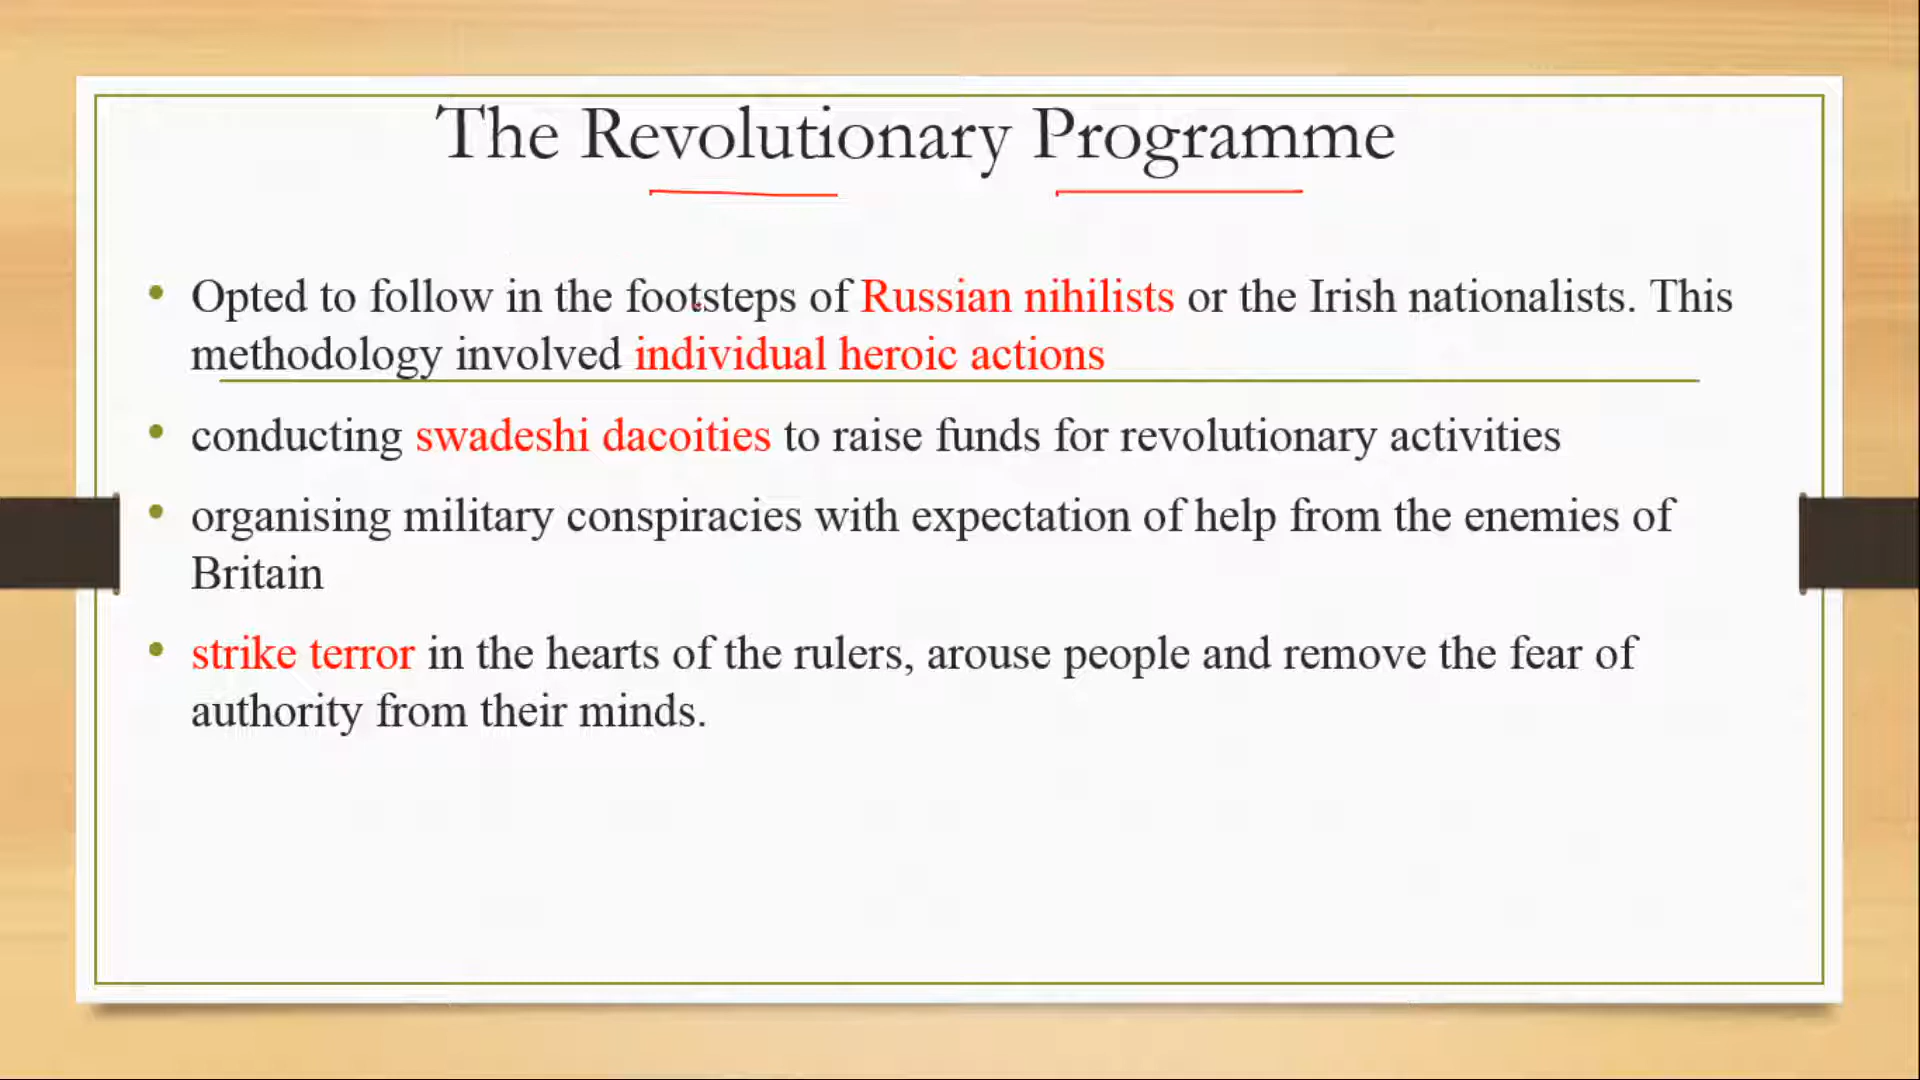 The Revolutionary Programme
• Opted to follow in the footsteps of Russian nihilists or the Irish nationalists. This
methodology involved individual heroic actions
• conducting swadeshi dacoities to raise funds for revolutionary activities
• organising military conspiracies with expectation of help from the enemies of
Britain
• strike terror in the hearts of the rulers, arouse people and remove the fear of
authority from their minds.